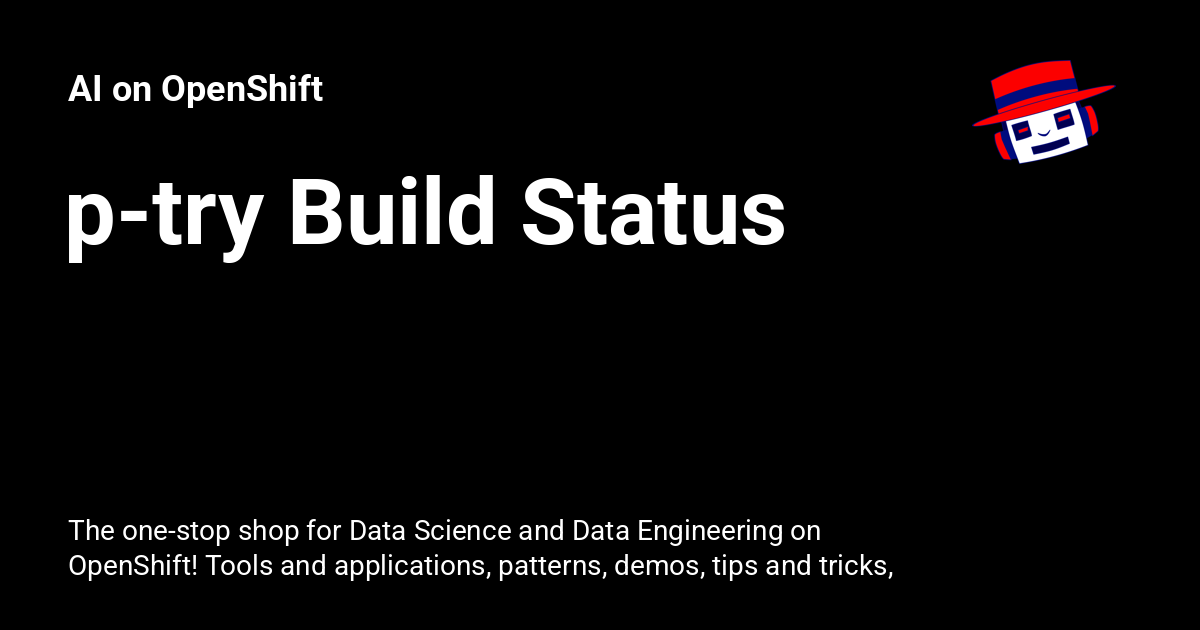 AI on OpenShift
p-try Build Status
The one-stop shop for Data Science and Data Engineering on
OpenShift! Tools and applications, patterns, demos, tips and tricks,